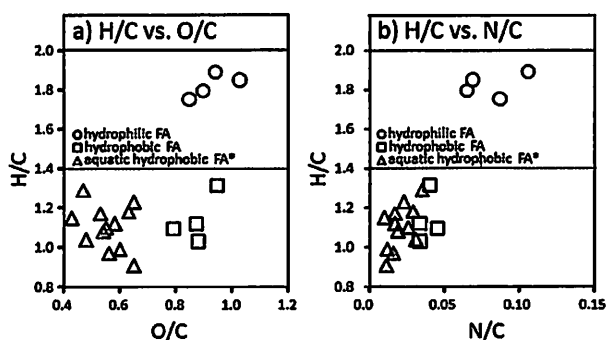 a) H/C vs. O/C
2.0
1.8
1.6
1.4
1.2
1.0
0.8
H/C
hydrophilic FA
hydrophobic FA
aquatic hydrophobic FA*
0.4 0.6 0.8 1.0 1.2
O/C
b) H/C vs. N/C
2.0
1.8
1.6
1.4
1.2
1.0
0.8
H/C
hydrophilic FA
hydrophobic FA
aquatic hydrophobic FA*
0.00 0.05 0.10 0.15
N/C